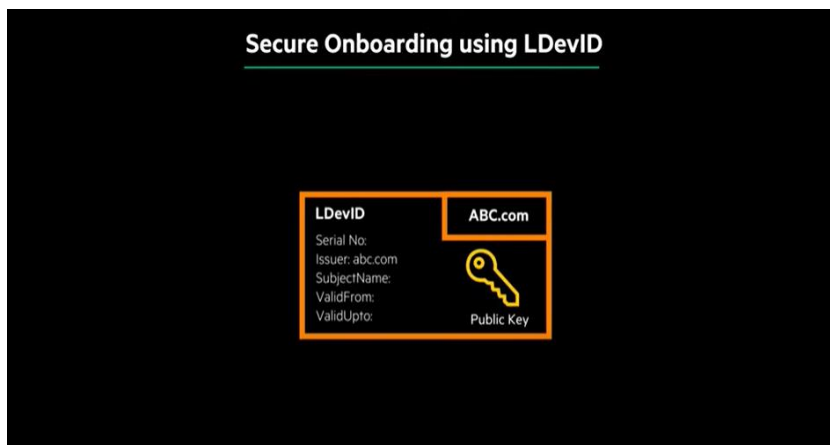 Secure Onboarding using LDevID
LDevID
ABC.com
Serial No:
Issuer: abc.com
SubjectName:
ValidFrom:
ValidUpto:
Public Key